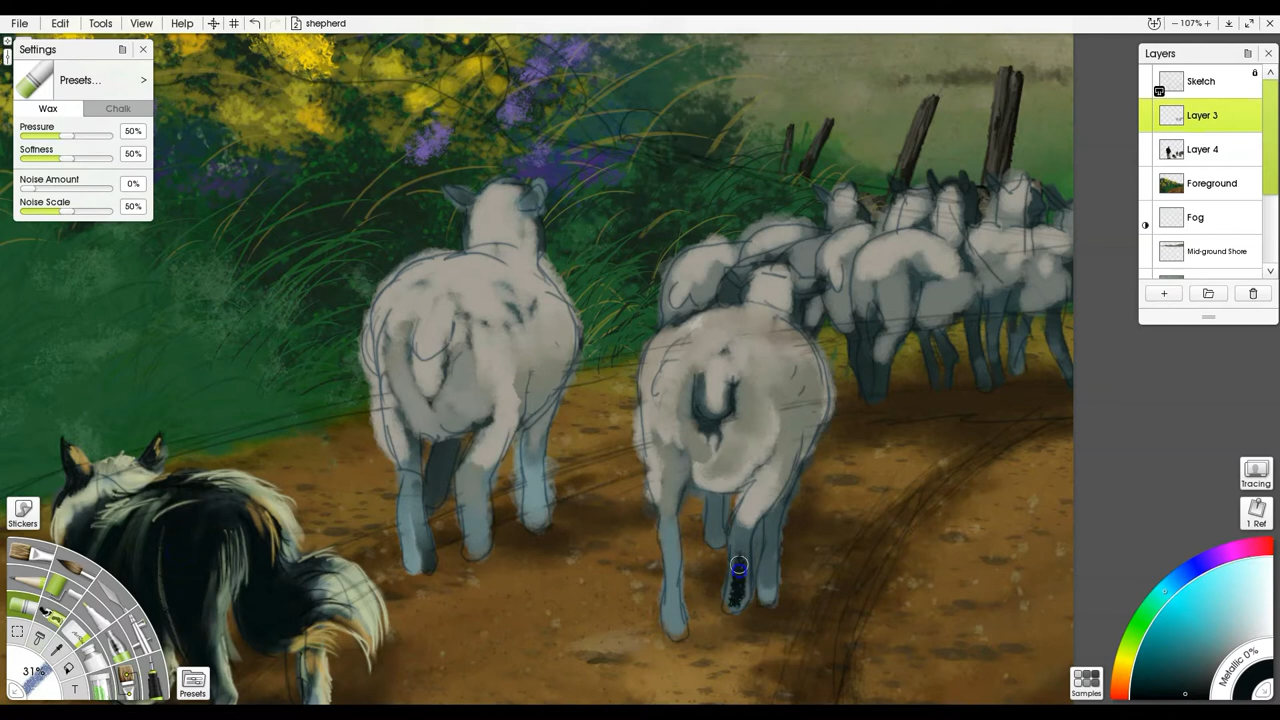 File Edit Tools View Help 2 shepherd 107%
Settings
Presets...
Wax Chalk
Pressure 50%
Softness 50%
Noise Amount 0%
Noise Scale 50%
Layers
Sketch
Layer 3
Layer 4
Foreground
Fog
Mid-ground Shore
Tracing
1 Ref
Stickers
31%
T
Presets
Samples
Metallic 0%